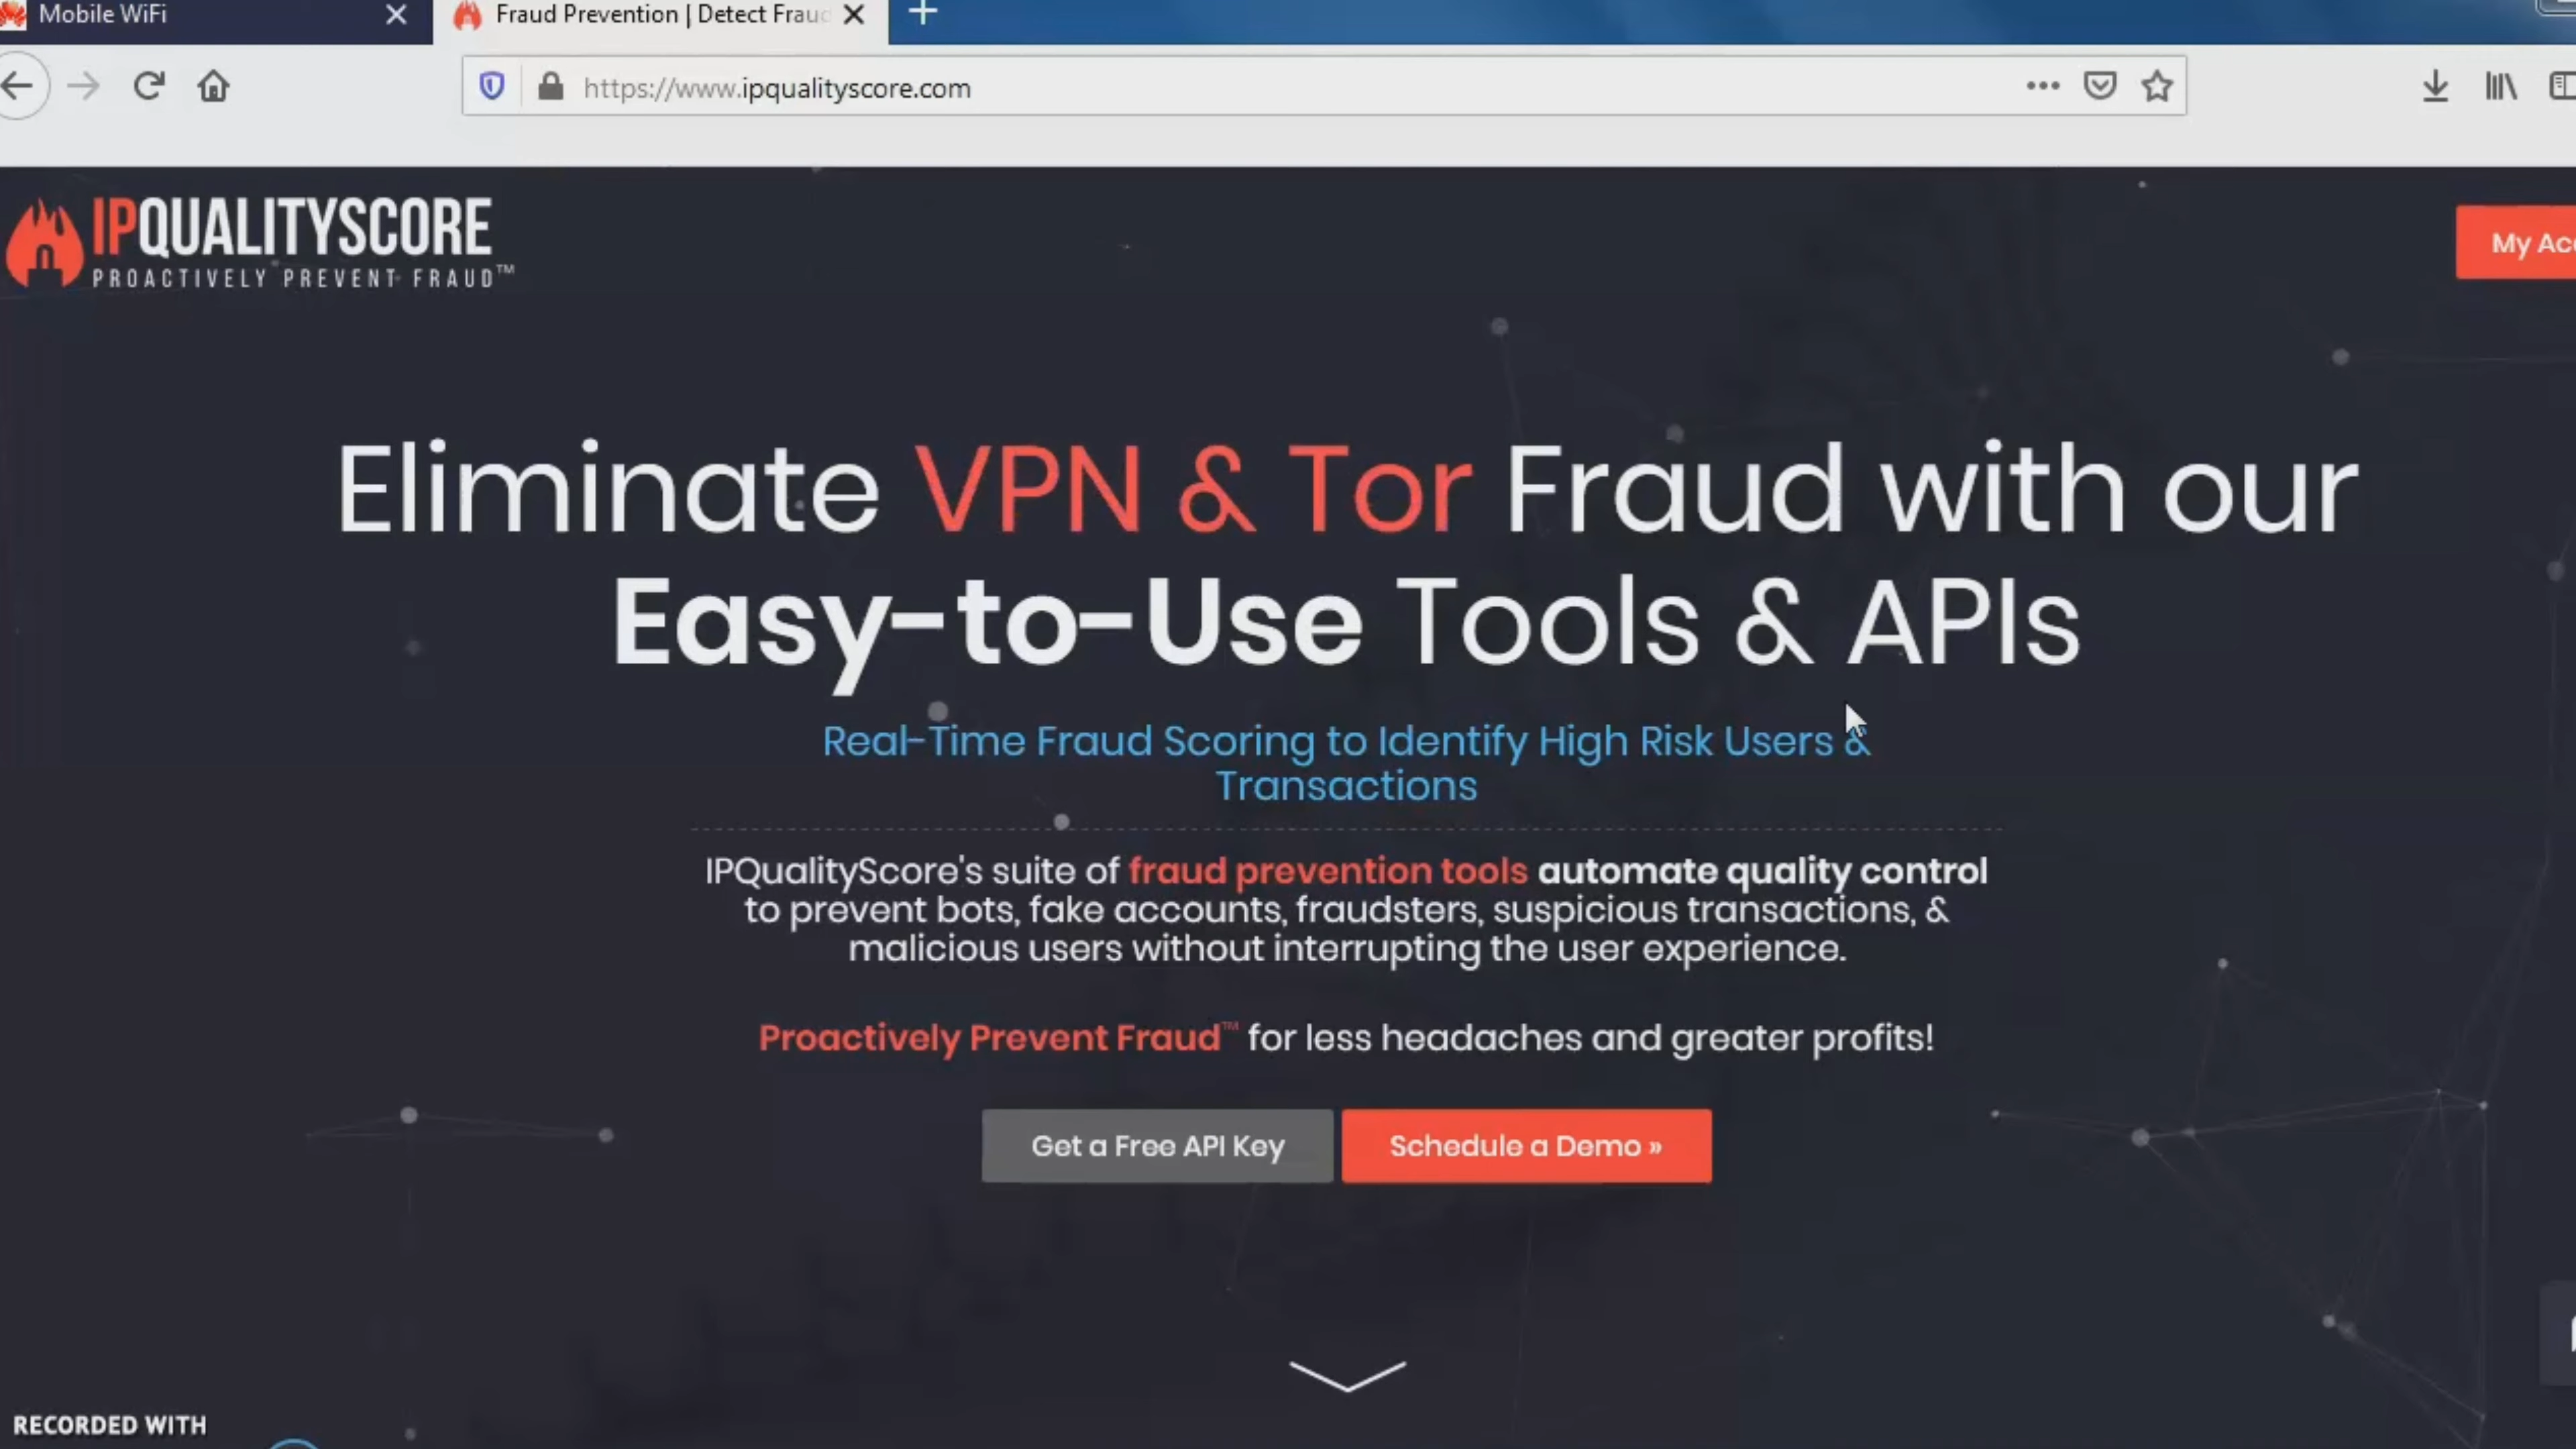 Mobile WiFi
Fraud Prevention | Detect Frau
https://www.ipqualityscore.com
IPQUALITYSCORE
PROACTIVELY PREVENT FRAUD™
My Acc
Eliminate VPN & Tor Fraud with our
Easy-to-Use Tools & APIs
Real-Time Fraud Scoring to Identify High Risk Users &
Transactions
IPQualityScore's suite of fraud prevention tools automate quality control
to prevent bots, fake accounts, fraudsters, suspicious transactions, &
malicious users without interrupting the user experience.
Proactively Prevent Fraud™ for less headaches and greater profits!
Get a Free API Key
Schedule a Demo »
RECORDED WITH